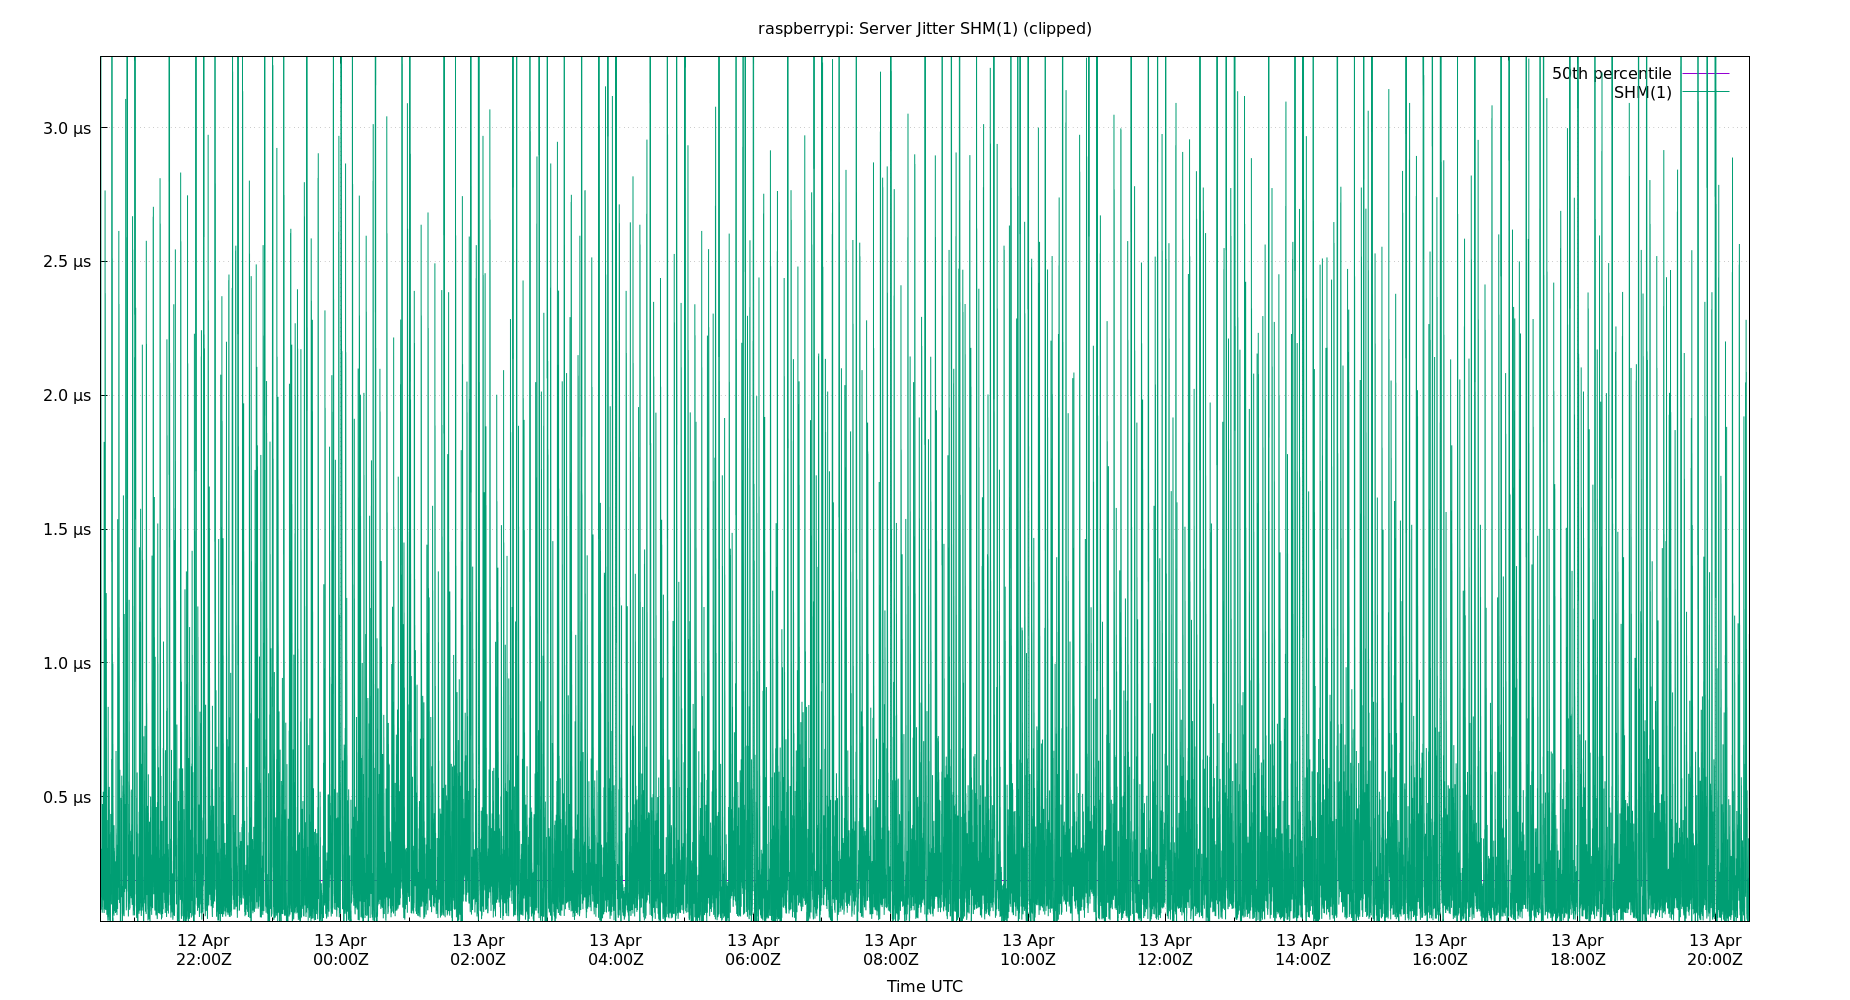 raspberrypi: Server Jitter SHM(1) (clipped)
50th percentile
SHM(1)
3.0 µs
2.5 µs
2.0 µs
1.5 µs
1.0 µs
0.5 µs
12 Apr 13 Apr 13 Apr 13 Apr 13 Apr 13 Apr 13 Apr 13 Apr 13 Apr 13 Apr 13 Apr 13 Apr
22:00Z 00:00Z 02:00Z 04:00Z 06:00Z 08:00Z 10:00Z 12:00Z 14:00Z 16:00Z 18:00Z 20:00Z
Time UTC